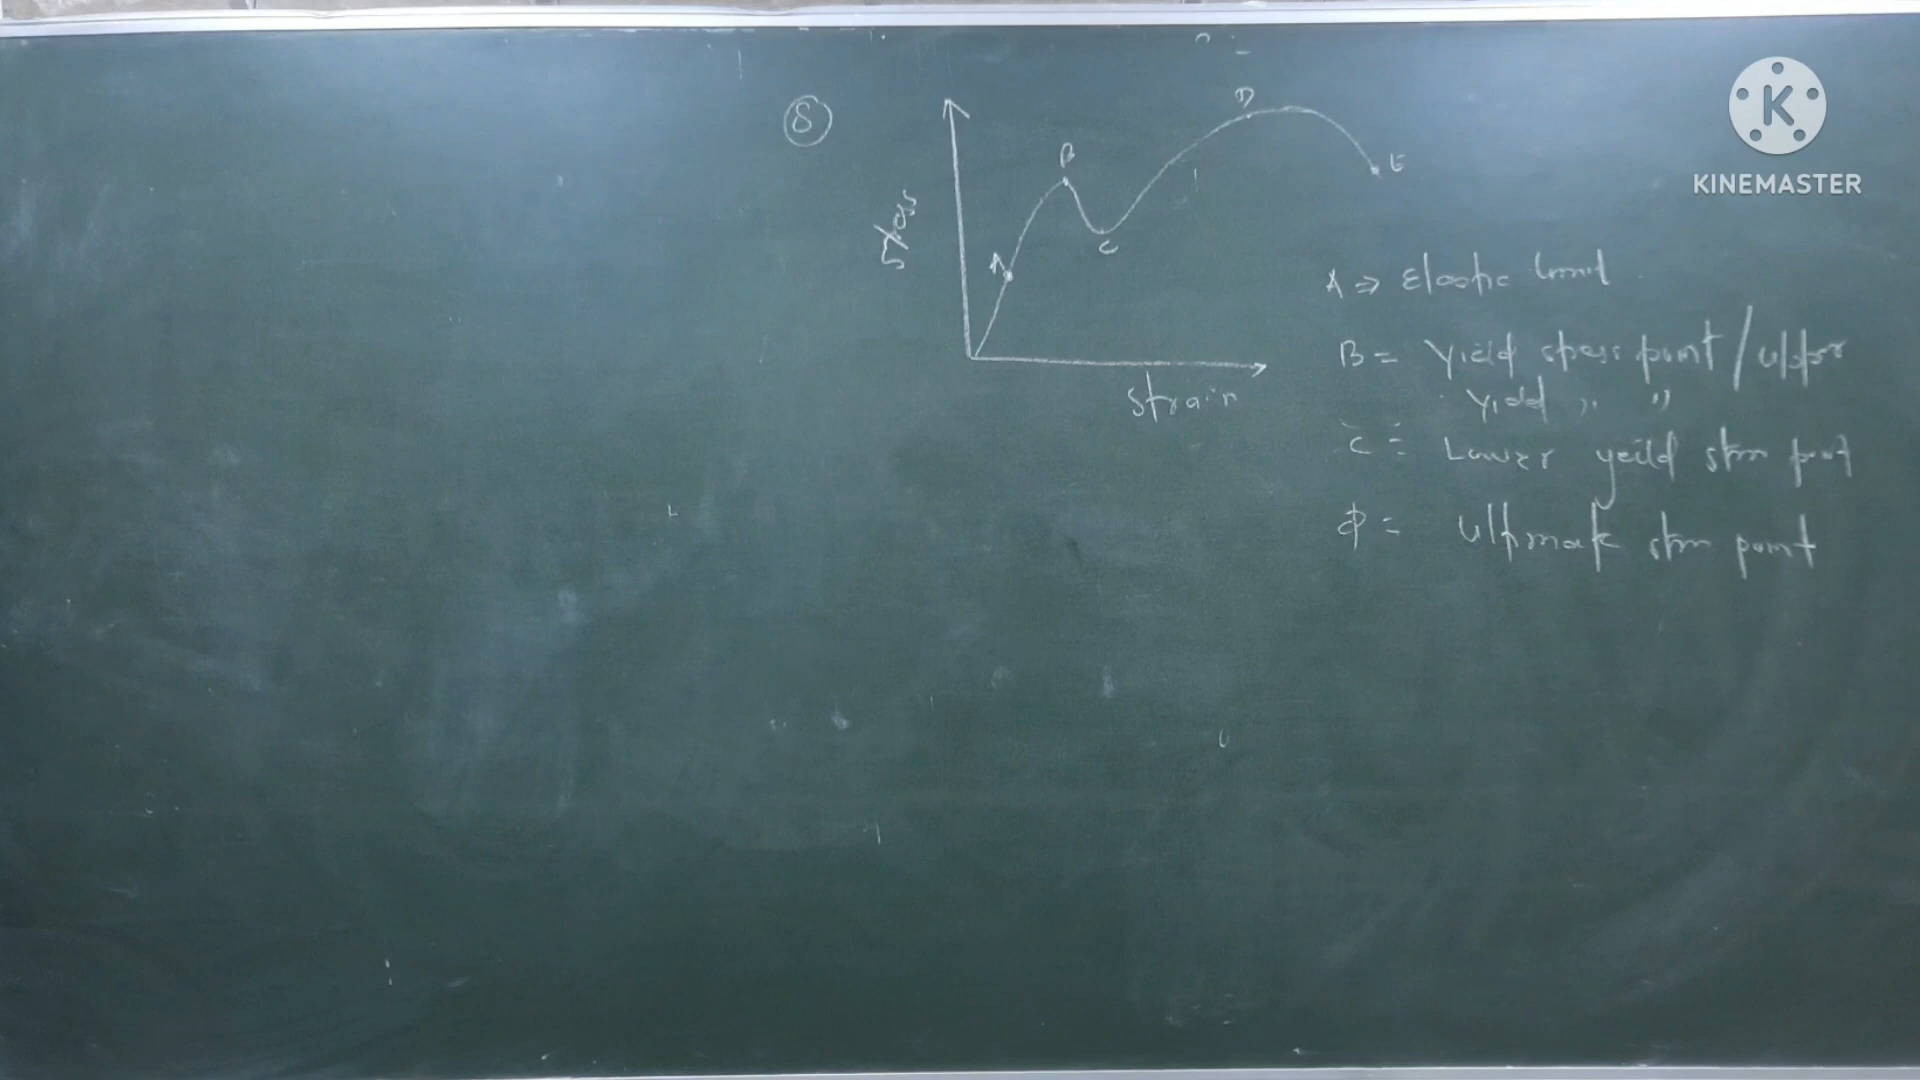 8
Stress
A
B
C
D
E
Strain
KINEMASTER
A ⇒ Elastic limit
B = Yield stress point / upper
Yield " "
C = Lower yeild stress point
D = Ultimate stress point